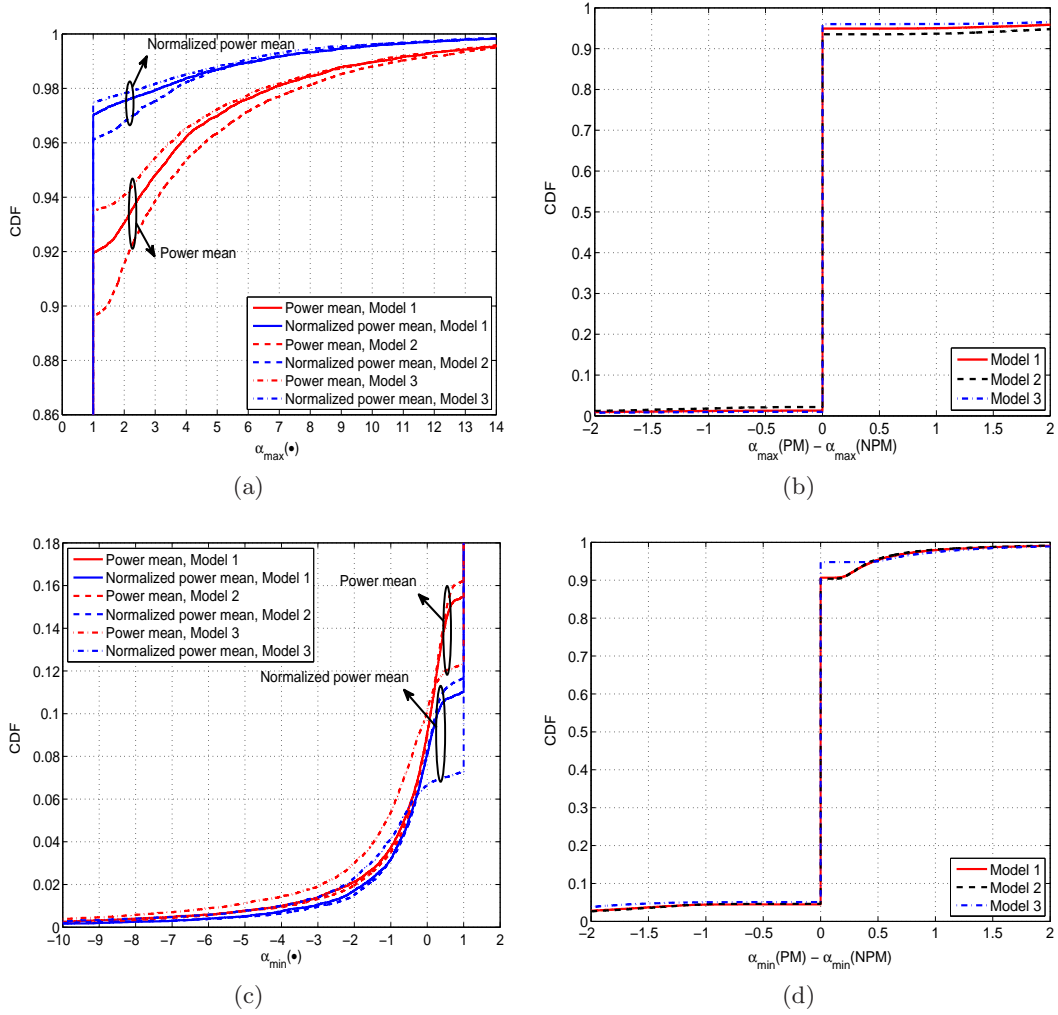 1
0.98
0.96
0.94
0.92
0.9
0.88
0.86
CDF
0 1 2 3 4 5 6 7 8 9 10 11 12 13 14
α_max(•)
Normalized power mean
Power mean
Power mean, Model 1
Normalized power mean, Model 1
Power mean, Model 2
Normalized power mean, Model 2
Power mean, Model 3
Normalized power mean, Model 3
(a)
1
0.9
0.8
0.7
0.6
0.5
0.4
0.3
0.2
0.1
0
CDF
−2 −1.5 −1 −0.5 0 0.5 1 1.5 2
α_max(PM) − α_max(NPM)
Model 1
Model 2
Model 3
(b)
0.18
0.16
0.14
0.12
0.1
0.08
0.06
0.04
0.02
0
CDF
−10 −9 −8 −7 −6 −5 −4 −3 −2 −1 0 1 2
α_min(•)
Power mean, Model 1
Normalized power mean, Model 1
Power mean, Model 2
Normalized power mean, Model 2
Power mean, Model 3
Normalized power mean, Model 3
Power mean
Normalized power mean
(c)
1
0.9
0.8
0.7
0.6
0.5
0.4
0.3
0.2
0.1
0
CDF
−2 −1.5 −1 −0.5 0 0.5 1 1.5 2
α_min(PM) − α_min(NPM)
Model 1
Model 2
Model 3
(d)